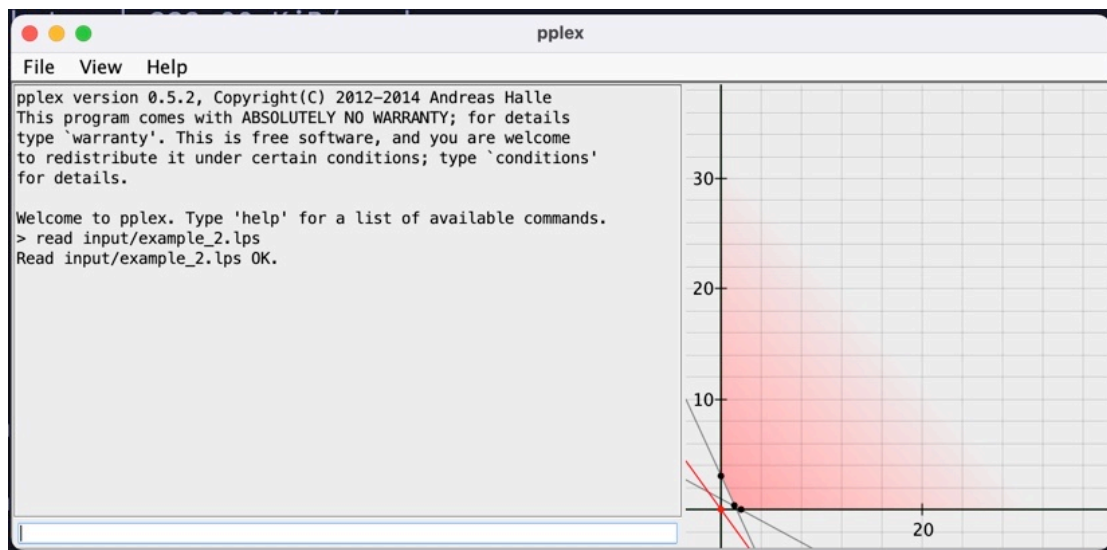 pplex
File View Help
pplex version 0.5.2, Copyright(C) 2012-2014 Andreas Halle
This program comes with ABSOLUTELY NO WARRANTY; for details
type `warranty'. This is free software, and you are welcome
to redistribute it under certain conditions; type `conditions'
for details.
Welcome to pplex. Type 'help' for a list of available commands.
> read input/example_2.lps
Read input/example_2.lps OK.
30
20
10
20